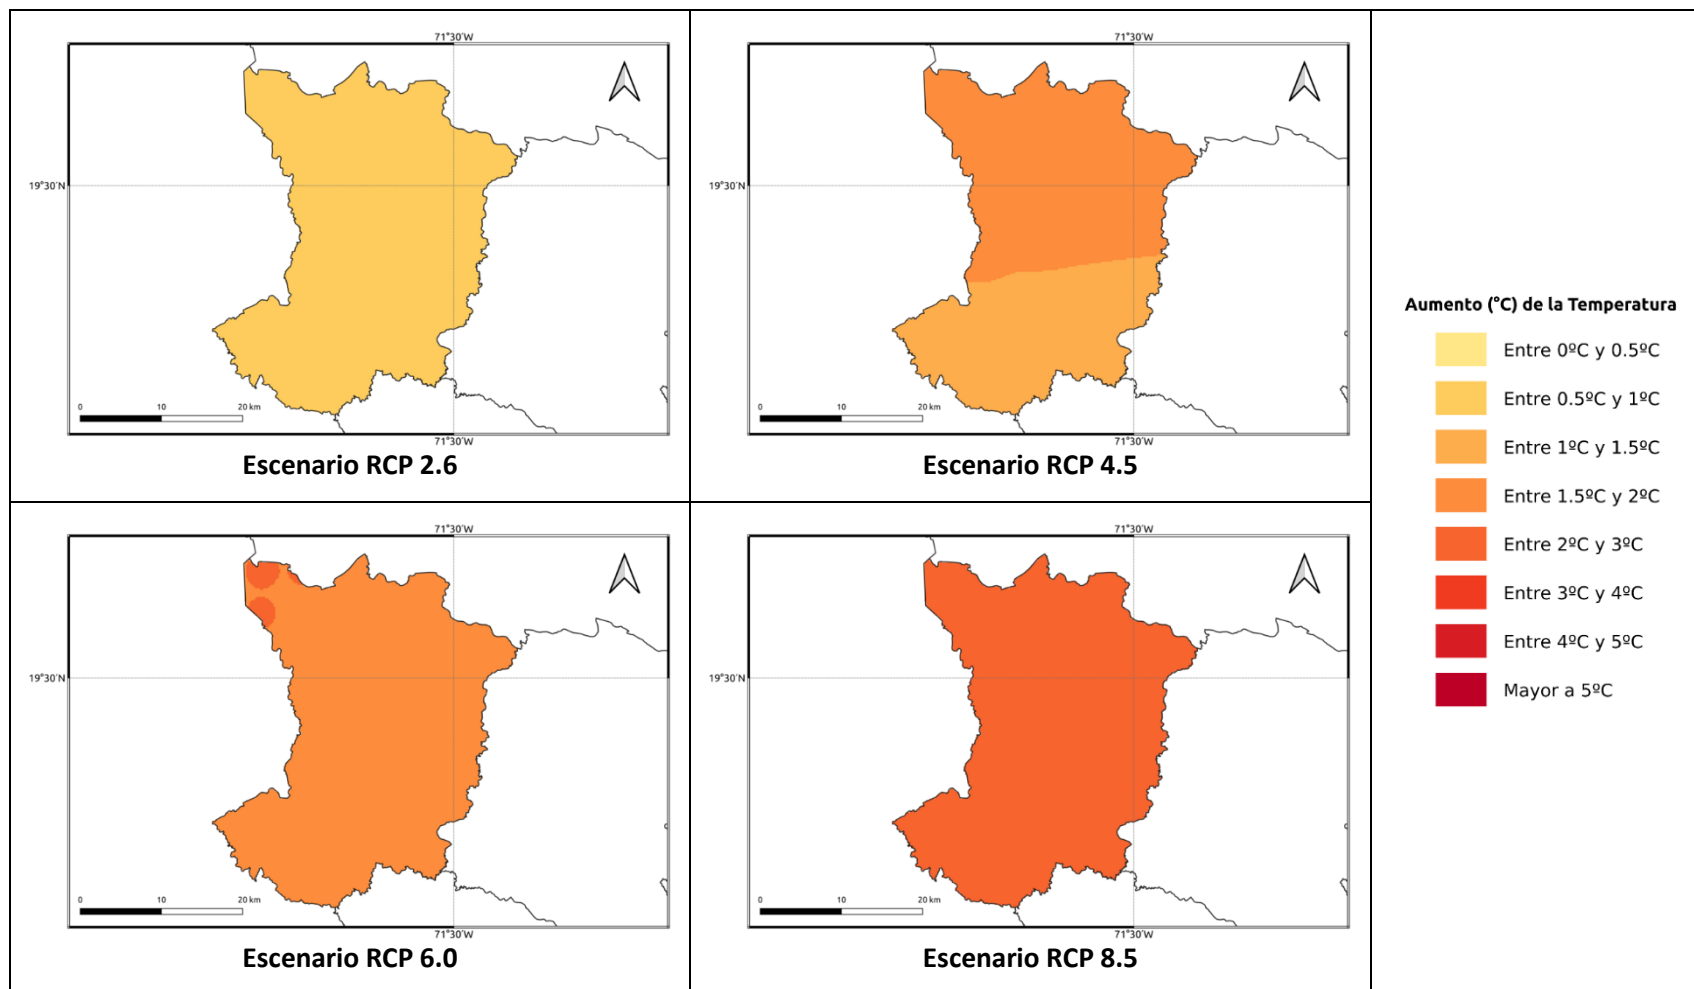 71°30'W
19°30'N
0 10 20 km
71°30'W
Escenario RCP 2.6
71°30'W
19°30'N
0 10 20 km
71°30'W
Escenario RCP 4.5
71°30'W
19°30'N
0 10 20 km
71°30'W
Escenario RCP 6.0
71°30'W
19°30'N
0 10 20 km
71°30'W
Escenario RCP 8.5
Aumento (°C) de la Temperatura
Entre 0ºC y 0.5ºC
Entre 0.5ºC y 1ºC
Entre 1ºC y 1.5ºC
Entre 1.5ºC y 2ºC
Entre 2ºC y 3ºC
Entre 3ºC y 4ºC
Entre 4ºC y 5ºC
Mayor a 5ºC